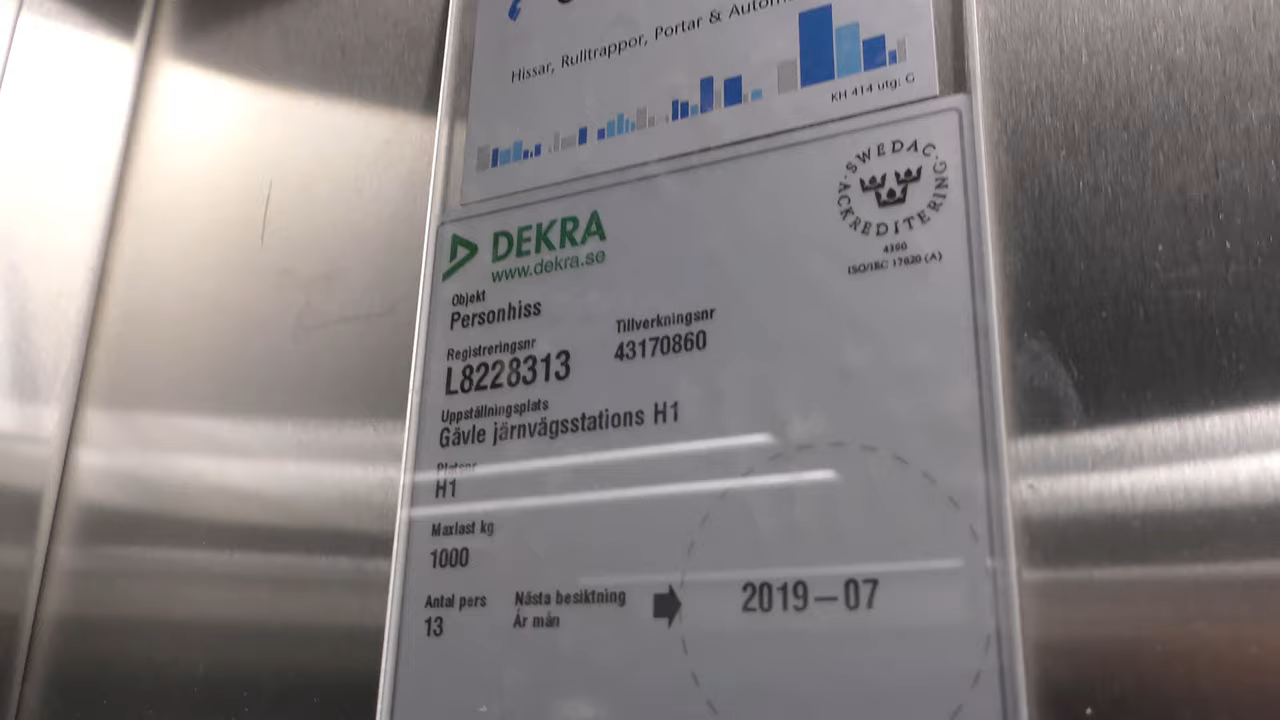 Hissar, Rulltrappor, Portar & Autom
KH 414 utg: G
SWEDAC
ACKREDITERING
4300
ISO/IEC 17020 (A)
DEKRA
www.dekra.se
Objekt
Personhiss
Registreringsnr
Tillverkningsnr
L8228313
43170860
Uppställningsplats
Gävle järnvägsstations H1
Platsnr
H1
Maxlast kg
1000
Antal pers
Nästa besiktning
13
År mån
2019-07